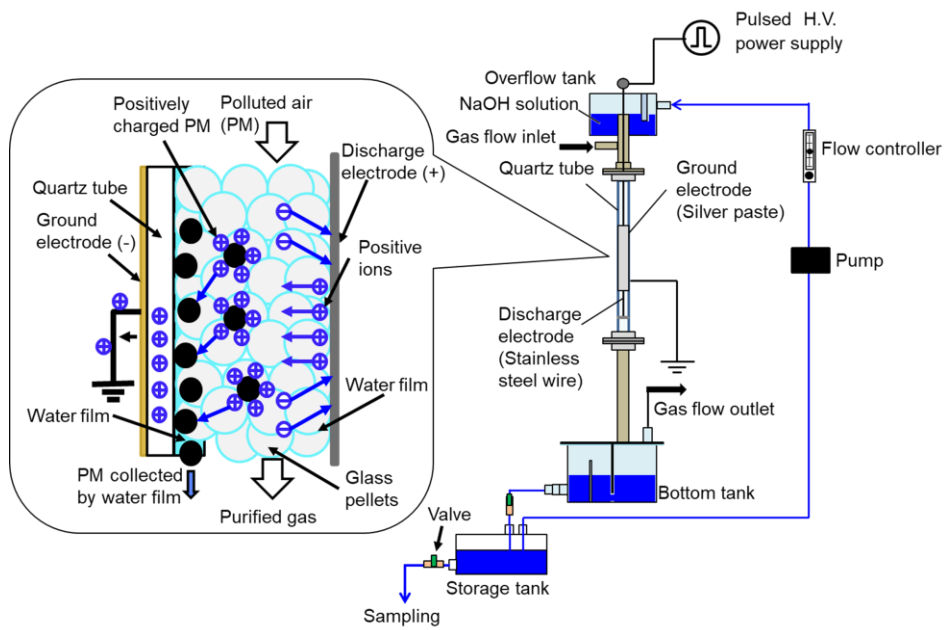 Pulsed H.V.
power supply
Overflow tank
NaOH solution
Gas flow inlet
Flow controller
Quartz tube
Ground
electrode
(Silver paste)
Pump
Discharge
electrode
(Stainless
steel wire)
Gas flow outlet
Bottom tank
Valve
Storage tank
Sampling
Positively
charged PM
Polluted air
(PM)
Discharge
electrode (+)
Quartz tube
Ground
electrode (-)
Positive
ions
Water film
Water film
PM collected
by water film
Purified gas
Glass
pellets